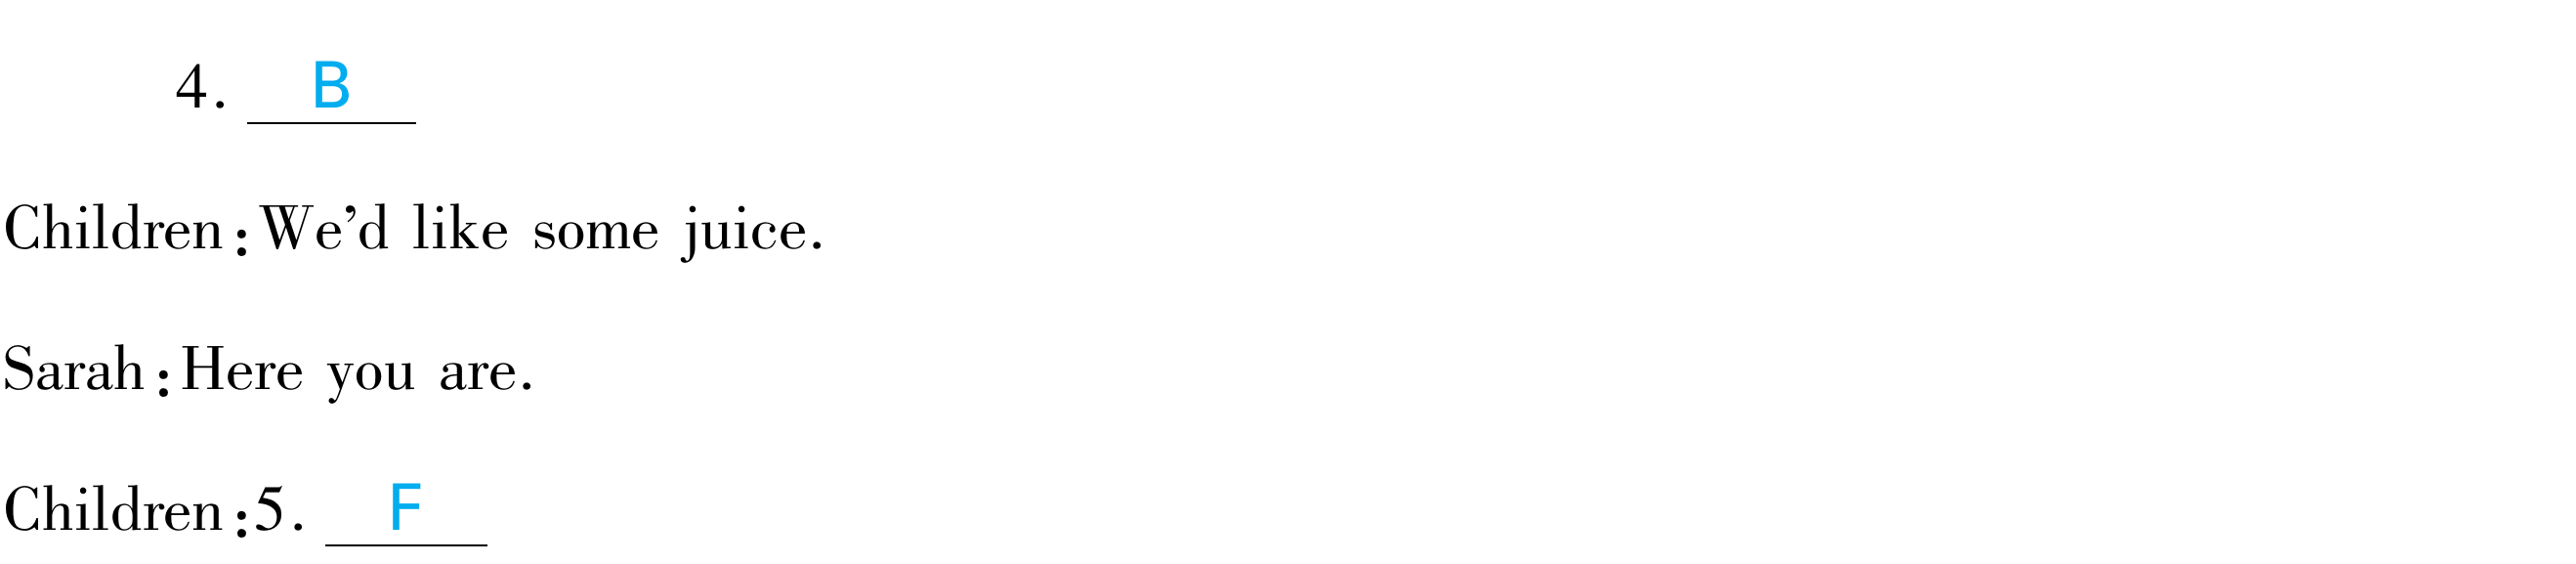 4. B
Children:We'd like some juice.
Sarah:Here you are.
Children:5. F